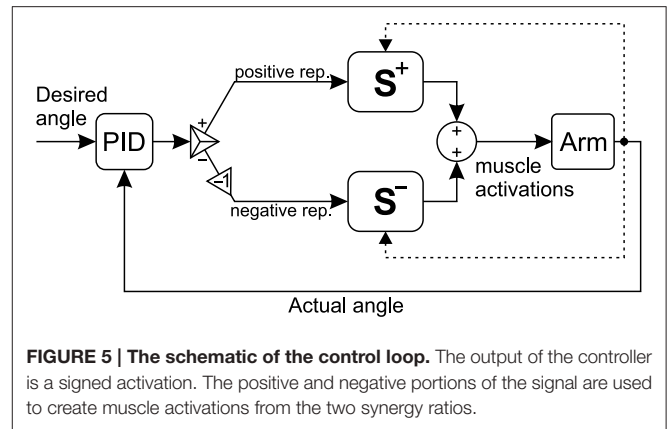 Desired
angle
PID
+
−
−1
positive rep.
negative rep.
S+
S−
+
+
muscle
activations
Arm
Actual angle
FIGURE 5 | The schematic of the control loop. The output of the controller
is a signed activation. The positive and negative portions of the signal are used
to create muscle activations from the two synergy ratios.